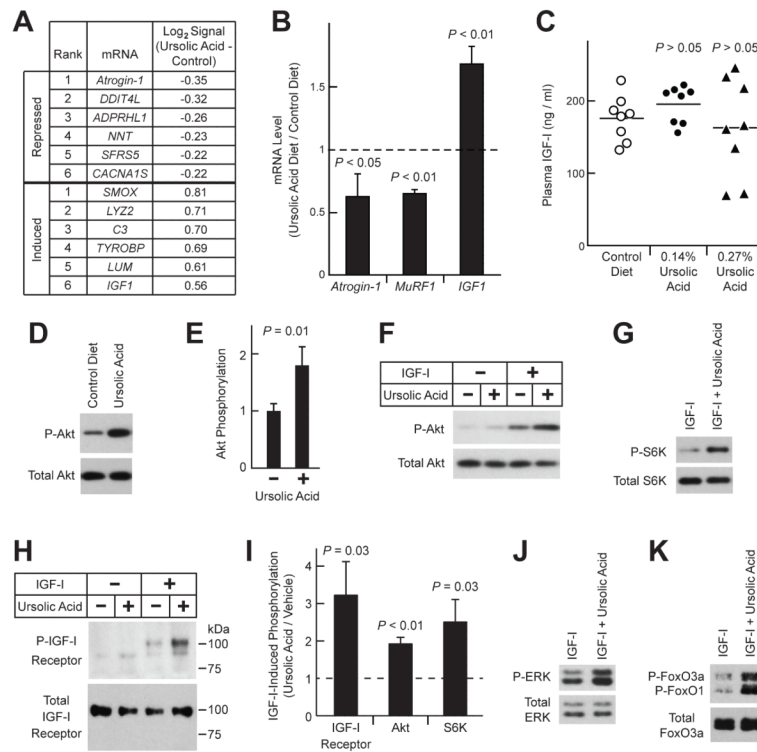 A
Rank mRNA Log2 Signal (Ursolic Acid - Control)
Repressed
1 Atrogin-1 -0.35
2 DDIT4L -0.32
3 ADPRHL1 -0.26
4 NNT -0.23
5 SFRS5 -0.22
6 CACNA1S -0.22
Induced
1 SMOX 0.81
2 LYZ2 0.71
3 C3 0.70
4 TYROBP 0.69
5 LUM 0.61
6 IGF1 0.56
B
mRNA Level
(Ursolic Acid Diet / Control Diet)
1.5
1
0.5
0
P < 0.05
P < 0.01
P < 0.01
Atrogin-1 MuRF1 IGF1
C
Plasma IGF-I (ng / ml)
200
100
0
P > 0.05 P > 0.05
Control Diet
0.14% Ursolic Acid
0.27% Ursolic Acid
D
Control Diet
Ursolic Acid
P-Akt
Total Akt
E
P = 0.01
Akt Phosphorylation
2
1
0
− +
Ursolic Acid
F
IGF-I − +
Ursolic Acid − + − +
P-Akt
Total Akt
G
IGF-I
IGF-I + Ursolic Acid
P-S6K
Total S6K
H
IGF-I − +
Ursolic Acid − + − +
kDa
P-IGF-I
Receptor
100
75
Total
IGF-I
Receptor
100
75
I
IGF-I-Induced Phosphorylation
(Ursolic Acid / Vehicle)
4
3
2
1
0
P = 0.03
P < 0.01
P = 0.03
IGF-I Receptor
Akt
S6K
J
IGF-I
IGF-I + Ursolic Acid
P-ERK
Total
ERK
K
IGF-I
IGF-I + Ursolic Acid
P-FoxO3a
P-FoxO1
Total
FoxO3a